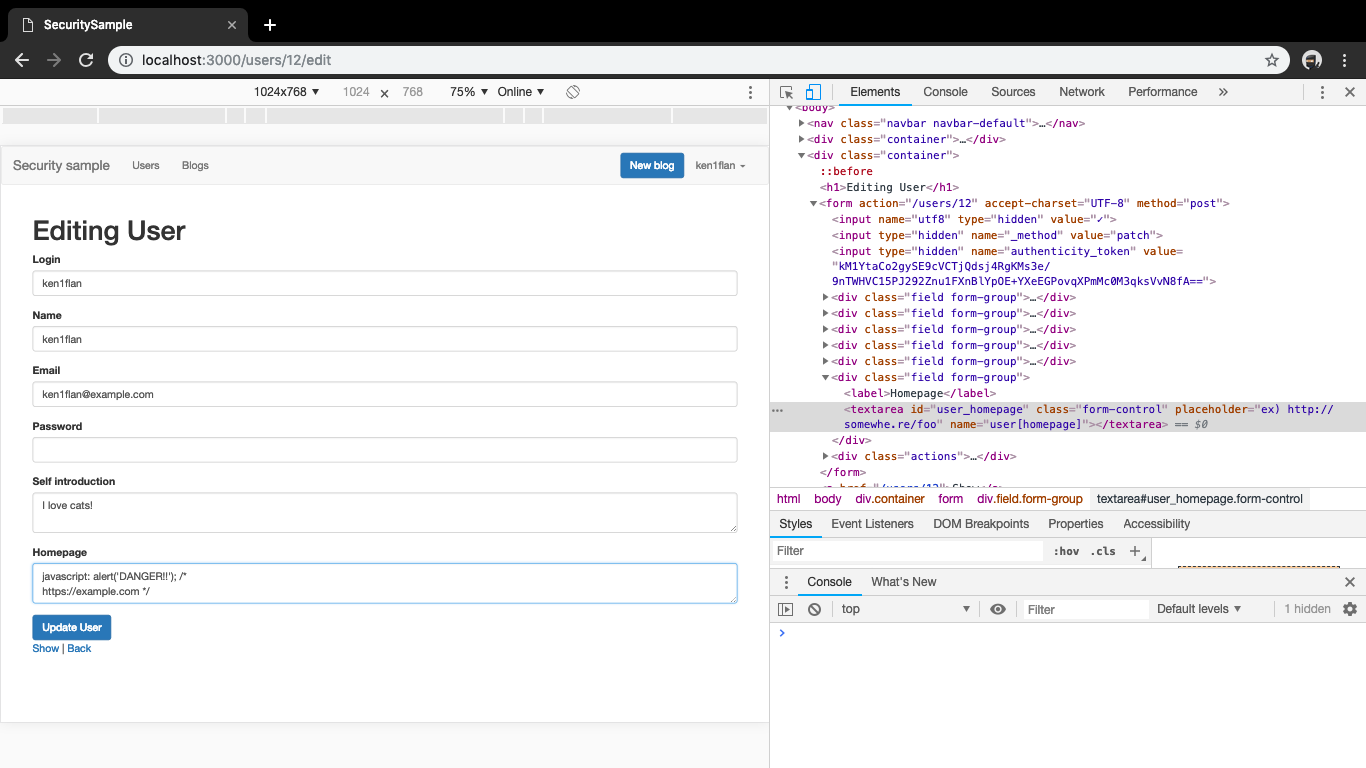 SecuritySample
localhost:3000/users/12/edit
1024x768 ▼ 1024 × 768 75% ▼ Online ▼
Security sample Users Blogs New blog ken1flan
Editing User
Login
ken1flan
Name
ken1flan
Email
ken1flan@example.com
Password
Self introduction
I love cats!
Homepage
javascript: alert('DANGER!!'); /*
https://example.com */
Update User
Show | Back
Elements Console Sources Network Performance »
▼<body>
▶<nav class="navbar navbar-default">…</nav>
▶<div class="container">…</div>
▼<div class="container">
::before
<h1>Editing User</h1>
▼<form action="/users/12" accept-charset="UTF-8" method="post">
<input name="utf8" type="hidden" value="✓">
<input type="hidden" name="_method" value="patch">
<input type="hidden" name="authenticity_token" value=
"kM1YtaCo2gySE9cVCTjQdsj4RgKMs3e/
9nTWHVC15PJ292Znu1FXnBlYpOE+YXeEGPovqXPmMc0M3qksVvN8fA==">
▶<div class="field form-group">…</div>
▶<div class="field form-group">…</div>
▶<div class="field form-group">…</div>
▶<div class="field form-group">…</div>
▶<div class="field form-group">…</div>
▼<div class="field form-group">
<label>Homepage</label>
<textarea id="user_homepage" class="form-control" placeholder="ex) http://
somewhe.re/foo" name="user[homepage]"></textarea> == $0
</div>
▶<div class="actions">…</div>
</form>
<a href="/users/12">Show</a>
html body div.container form div.field.form-group textarea#user_homepage.form-control
Styles Event Listeners DOM Breakpoints Properties Accessibility
Filter :hov .cls +
Console What's New
top ▼ Filter Default levels ▼ 1 hidden